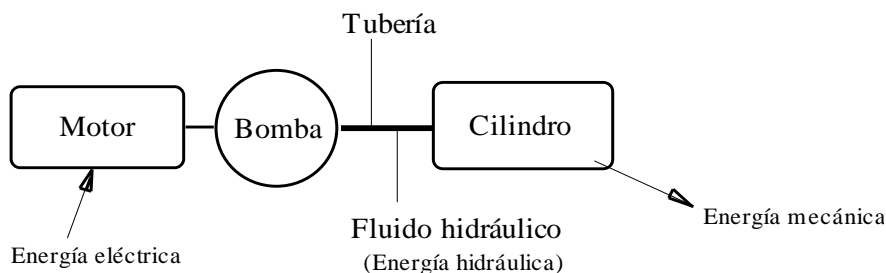 Tubería
Motor
Bomba
Cilindro
Fluido hidráulico
(Energía hidráulica)
Energía eléctrica
Energía mecánica